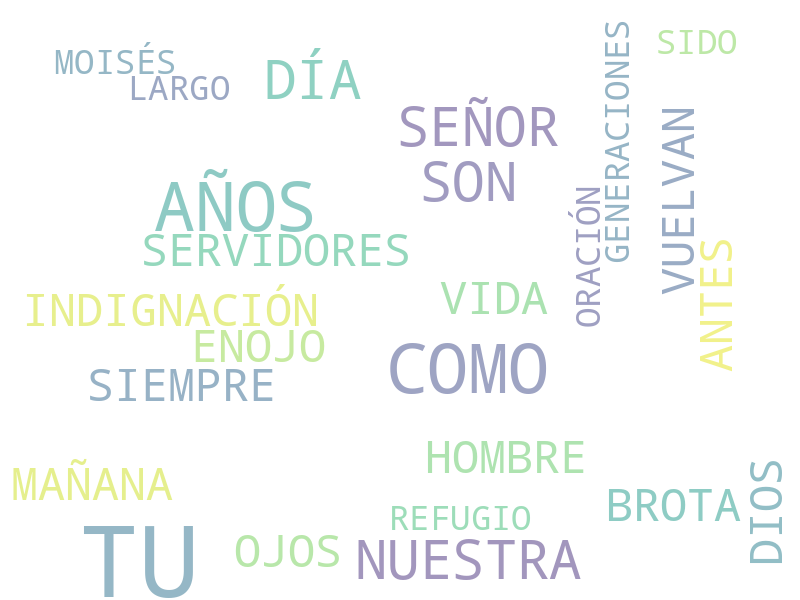 MOISÉS
LARGO
DÍA
SIDO
SEÑOR
SON
GENERACIONES
VUELVAN
AÑOS
SERVIDORES
ORACIÓN
ANTES
INDIGNACIÓN
VIDA
ENOJO
COMO
SIEMPRE
HOMBRE
MAÑANA
BROTA
DIOS
REFUGIO
TU
OJOS
NUESTRA